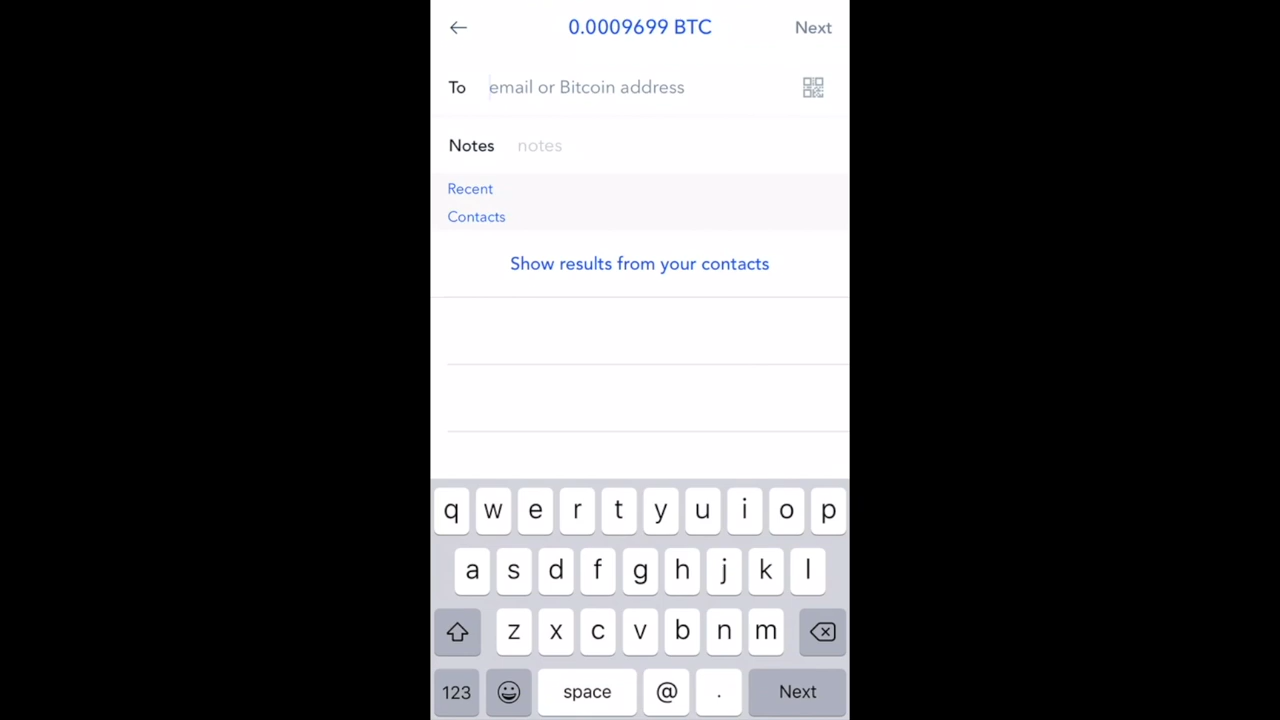 0.0009699 BTC Next
To email or Bitcoin address
Notes notes
Recent
Contacts
Show results from your contacts
q w e r t y u i o p
a s d f g h j k l
z x c v b n m
123 space @ . Next